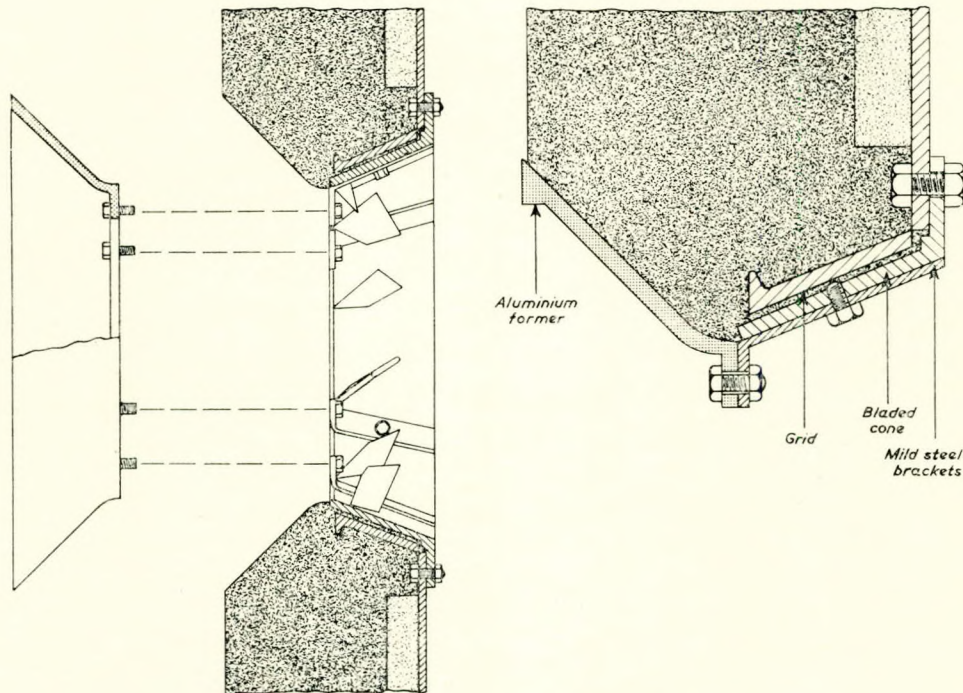 Aluminium
former
Grid
Bladed
cone
Mild steel
brackets